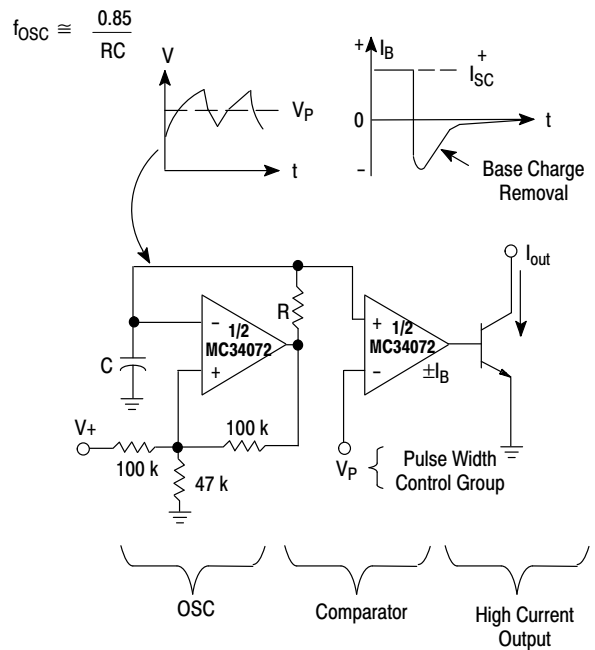 fOSC ≅ 0.85
RC
V
VP
t
+ IB
+
ISC
0
t
–
Base Charge
Removal
Iout
R
–
1/2
MC34072
+
C
+
1/2
MC34072
–
±IB
V+
100 k
100 k
47 k
VP
Pulse Width
Control Group
OSC
Comparator
High Current
Output